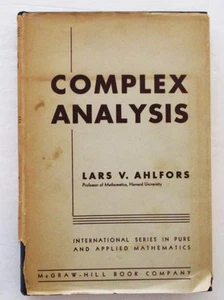 COMPLEX
ANALYSIS
LARS V. AHLFORS
Professor of Mathematics, Harvard University
INTERNATIONAL SERIES IN PURE
AND APPLIED MATHEMATICS
McGRAW-HILL BOOK COMPANY